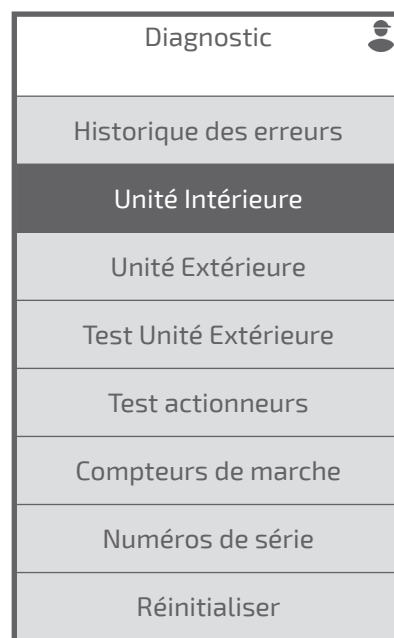 Diagnostic
Historique des erreurs
Unité Intérieure
Unité Extérieure
Test Unité Extérieure
Test actionneurs
Compteurs de marche
Numéros de série
Réinitialiser